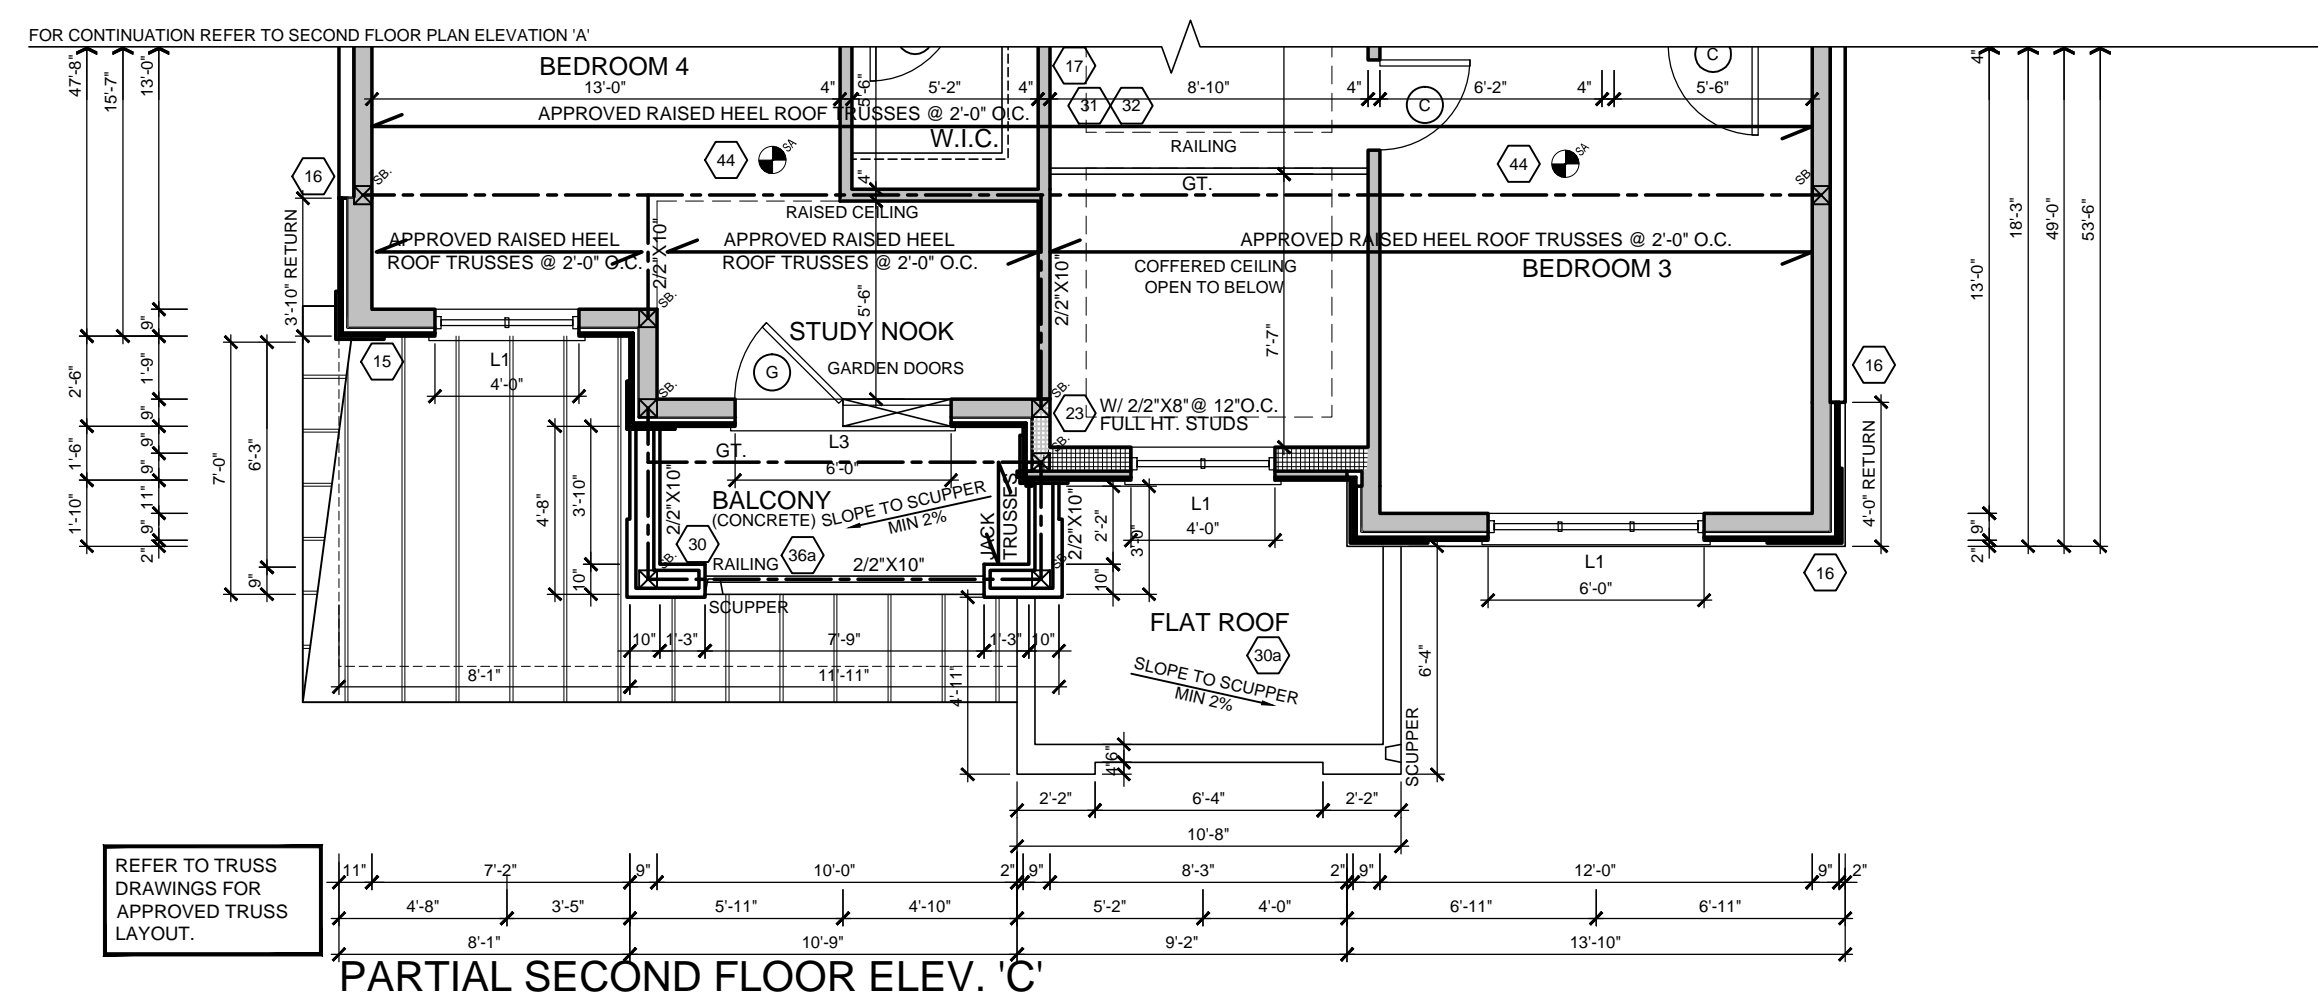 FOR CONTINUATION REFER TO SECOND FLOOR PLAN ELEVATION 'A'
47'-8"
15'-7"
13'-0"
BEDROOM 4
13'-0"
4"
5'-6"
5'-2"
4"
17
8'-10"
4"
C
6'-2"
4"
C
5'-6"
4"
APPROVED RAISED HEEL ROOF TRUSSES @ 2'-0" O.C.
31
32
W.I.C.
RAILING
44
SA
44
SA
16
SB.
4"
GT.
SB.
RAISED CEILING
3'-10" RETURN
APPROVED RAISED HEEL
ROOF TRUSSES @ 2'-0" O.C.
2/2"X10"
APPROVED RAISED HEEL
ROOF TRUSSES @ 2'-0" O.C.
APPROVED RAISED HEEL ROOF TRUSSES @ 2'-0" O.C.
COFFERED CEILING
OPEN TO BELOW
BEDROOM 3
2/2"X10"
5'-6"
SB.
STUDY NOOK
7'-7"
18'-3"
49'-0"
53'-6"
13'-0"
9"
1'-9"
2'-6"
15
L1
4'-0"
G
GARDEN DOORS
16
SB.
SB.
23
W/ 2/2"X8"@ 12"O.C.
FULL HT. STUDS
9"
1'-6"
9"
9"
1'-10"
11"
9"
2"
7'-0"
6'-3"
9"
GT.
L3
6'-0"
SB.
4'-0" RETURN
4'-8"
3'-10"
10"
2/2"X10"
BALCONY
(CONCRETE)
SLOPE TO SCUPPER
MIN 2%
JACK
TRUSSES
2/2"X10"
2'-2"
3'-0"
10"
L1
4'-0"
9"
2"
30
SB.
RAILING
36a
2/2"X10"
SB.
L1
6'-0"
16
SCUPPER
FLAT ROOF
30a
SLOPE TO SCUPPER
MIN 2%
6'-4"
10"
1'-3"
7'-9"
1'-3"
10"
8'-1"
11'-11"
4'-11"
6"
4"
SCUPPER
2'-2"
6'-4"
2'-2"
10'-8"
REFER TO TRUSS
DRAWINGS FOR
APPROVED TRUSS
LAYOUT.
11"
7'-2"
9"
10'-0"
2"
9"
8'-3"
2"
9"
12'-0"
9"
2"
4'-8"
3'-5"
5'-11"
4'-10"
5'-2"
4'-0"
6'-11"
6'-11"
8'-1"
10'-9"
9'-2"
13'-10"
PARTIAL SECOND FLOOR ELEV. 'C'